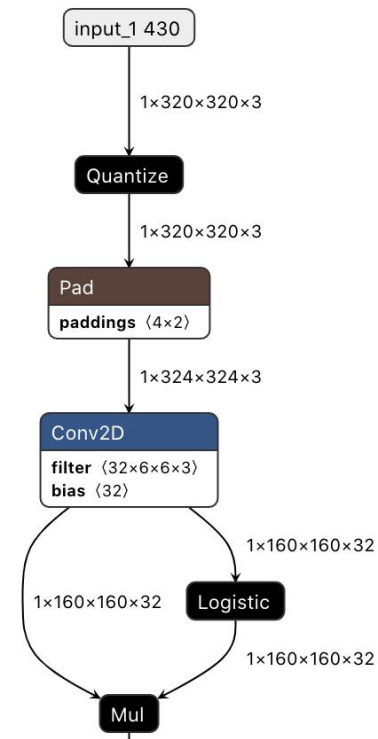 input_1 430
1×320×320×3
Quantize
1×320×320×3
Pad
paddings ⟨4×2⟩
1×324×324×3
Conv2D
filter ⟨32×6×6×3⟩
bias ⟨32⟩
1×160×160×32
1×160×160×32
Logistic
1×160×160×32
Mul